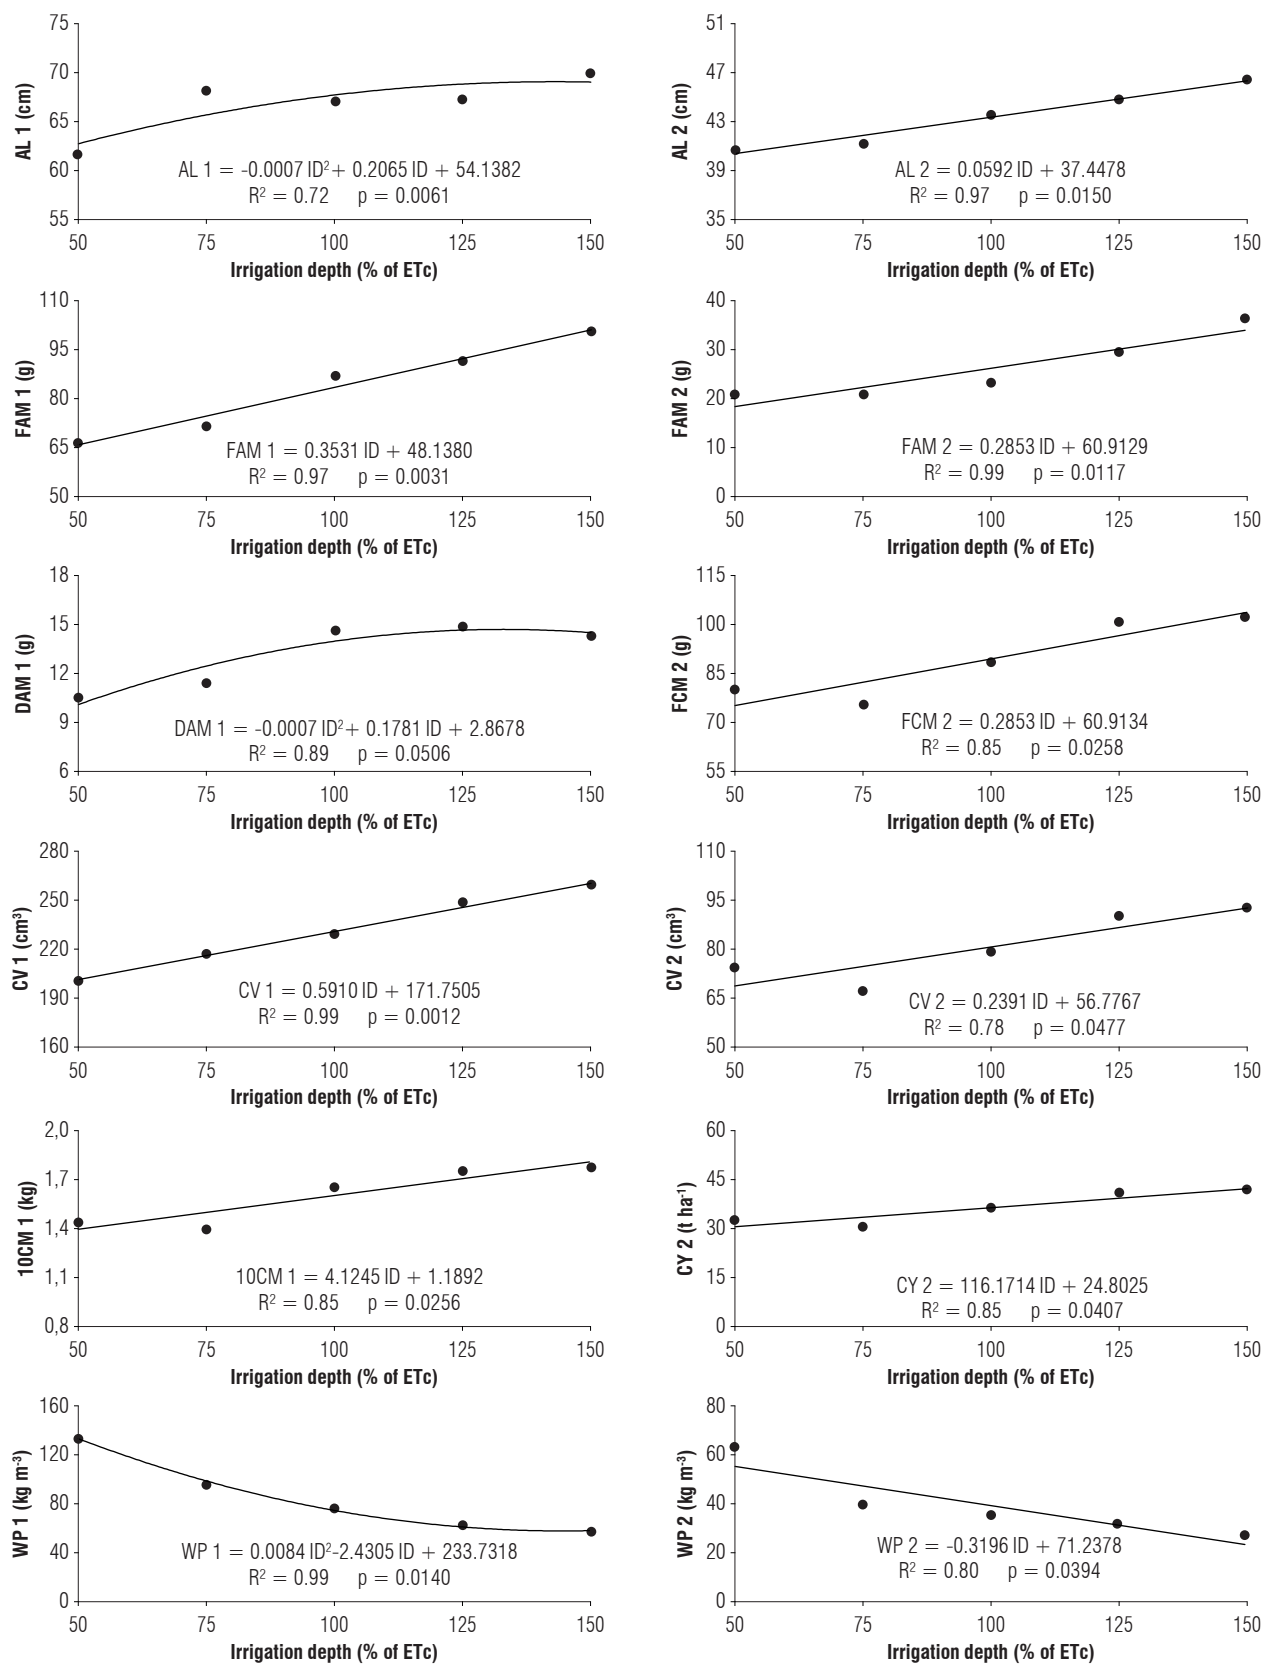 75
70
65
60
55
AL 1 (cm)
AL 1 = -0.0007 ID² + 0.2065 ID + 54.1382
R² = 0.72 p = 0.0061
50 75 100 125 150
Irrigation depth (% of ETc)
51
47
43
39
35
AL 2 (cm)
AL 2 = 0.0592 ID + 37.4478
R² = 0.97 p = 0.0150
50 75 100 125 150
Irrigation depth (% of ETc)
110
95
80
65
50
FAM 1 (g)
FAM 1 = 0.3531 ID + 48.1380
R² = 0.97 p = 0.0031
50 75 100 125 150
Irrigation depth (% of ETc)
40
30
20
10
0
FAM 2 (g)
FAM 2 = 0.2853 ID + 60.9129
R² = 0.99 p = 0.0117
50 75 100 125 150
Irrigation depth (% of ETc)
18
15
12
9
6
DAM 1 (g)
DAM 1 = -0.0007 ID² + 0.1781 ID + 2.8678
R² = 0.89 p = 0.0506
50 75 100 125 150
Irrigation depth (% of ETc)
115
100
85
70
55
FCM 2 (g)
FCM 2 = 0.2853 ID + 60.9134
R² = 0.85 p = 0.0258
50 75 100 125 150
Irrigation depth (% of ETc)
280
250
220
190
160
CV 1 (cm³)
CV 1 = 0.5910 ID + 171.7505
R² = 0.99 p = 0.0012
50 75 100 125 150
Irrigation depth (% of ETc)
110
95
80
65
50
CV 2 (cm³)
CV 2 = 0.2391 ID + 56.7767
R² = 0.78 p = 0.0477
50 75 100 125 150
Irrigation depth (% of ETc)
2,0
1,7
1,4
1,1
0,8
10CM 1 (kg)
10CM 1 = 4.1245 ID + 1.1892
R² = 0.85 p = 0.0256
50 75 100 125 150
Irrigation depth (% of ETc)
60
45
30
15
0
CY 2 (t ha⁻¹)
CY 2 = 116.1714 ID + 24.8025
R² = 0.85 p = 0.0407
50 75 100 125 150
Irrigation depth (% of ETc)
160
120
80
40
0
WP 1 (kg m⁻³)
WP 1 = 0.0084 ID²-2.4305 ID + 233.7318
R² = 0.99 p = 0.0140
50 75 100 125 150
Irrigation depth (% of ETc)
80
60
40
20
0
WP 2 (kg m⁻³)
WP 2 = -0.3196 ID + 71.2378
R² = 0.80 p = 0.0394
50 75 100 125 150
Irrigation depth (% of ETc)